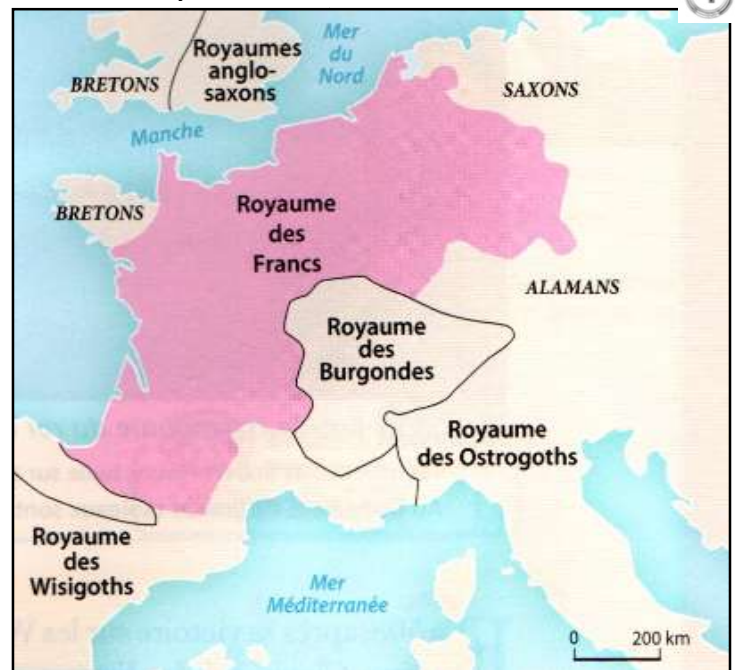 Mer
du
Nord
Royaumes
anglo-
saxons
BRETONS
SAXONS
Manche
BRETONS
Royaume
des
Francs
ALAMANS
Royaume
des
Burgondes
Royaume
des Ostrogoths
Royaume
des
Wisigoths
Mer
Méditerranée
0 200 km